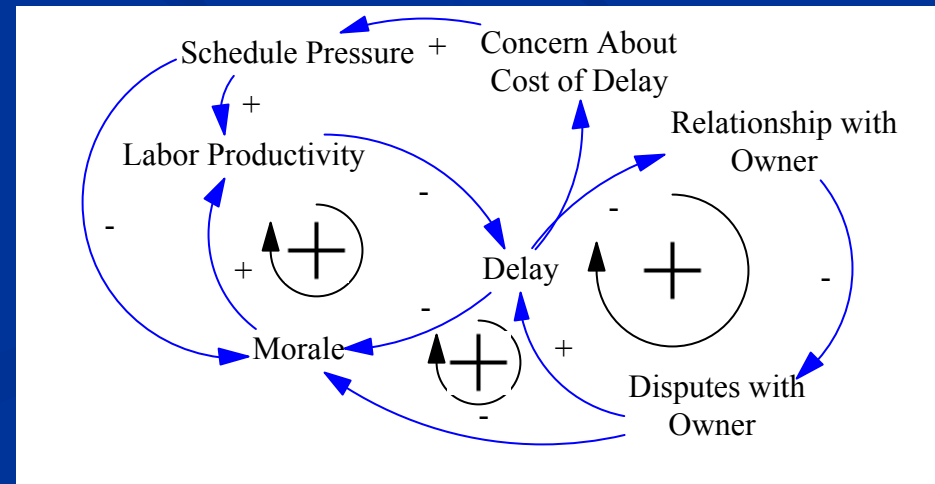 Schedule Pressure +
Concern About
Cost of Delay
+
Relationship with
Owner
Labor Productivity
-
-
-
+
Delay
-
-
Morale
+
Disputes with
Owner
-